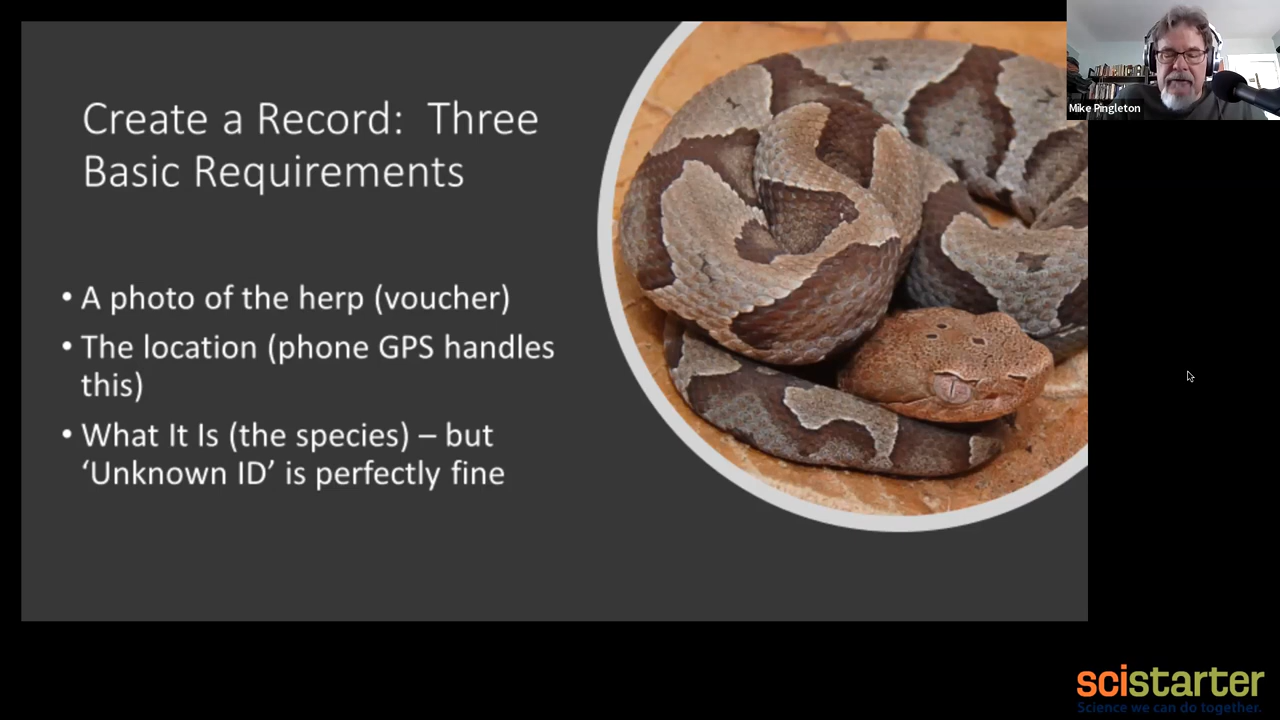 Create a Record:  Three
Basic Requirements
• A photo of the herp (voucher)
• The location (phone GPS handles
this)
• What It Is (the species) – but
‘Unknown ID’ is perfectly fine
Mike Pingleton
scistarter
Science we can do together.